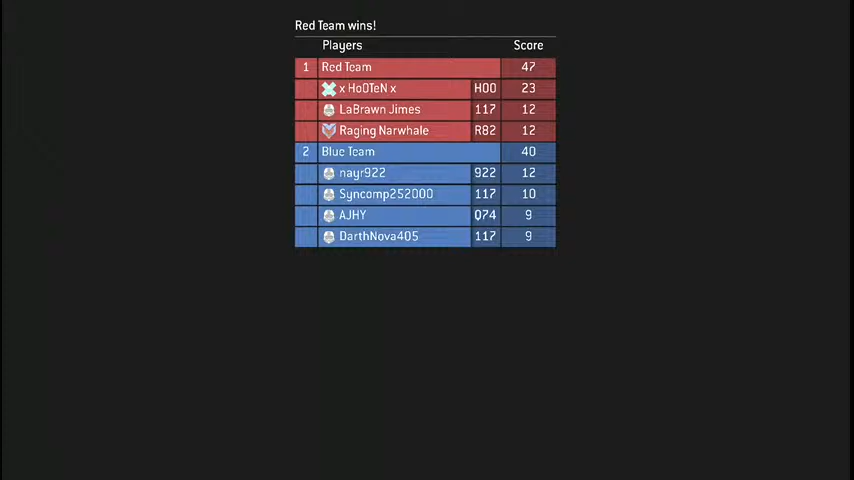 Red Team wins!
Players Score
1 Red Team 47
x HoOTeN x H00 23
LaBrawn Jimes 117 12
Raging Narwhale R82 12
2 Blue Team 40
nayr922 922 12
Syncomp252000 117 10
AJHY Q74 9
DarthNova405 117 9